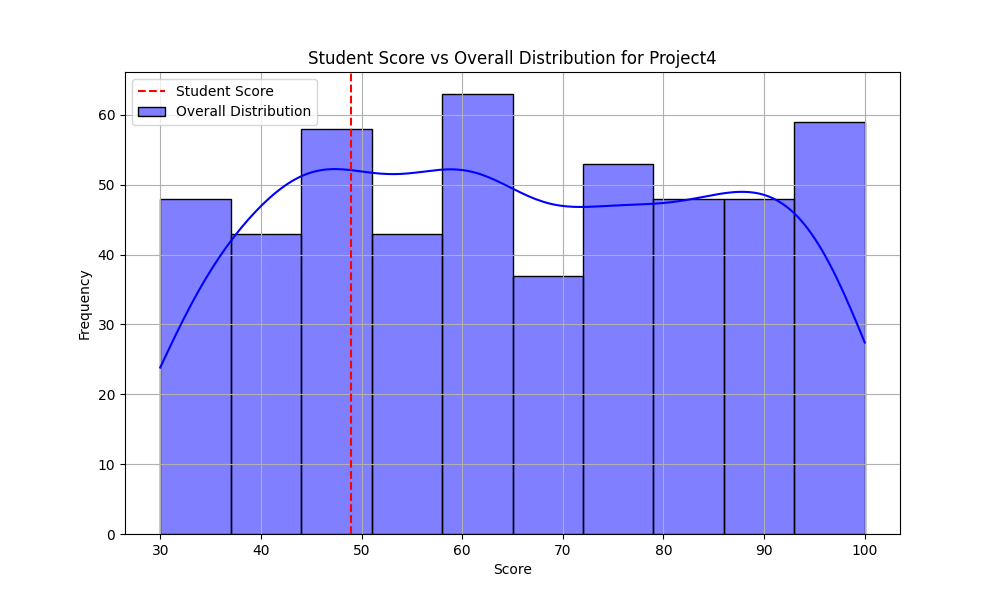 Student Score vs Overall Distribution for Project4
Student Score
Overall Distribution
Frequency
60
50
40
30
20
10
0
30 40 50 60 70 80 90 100
Score